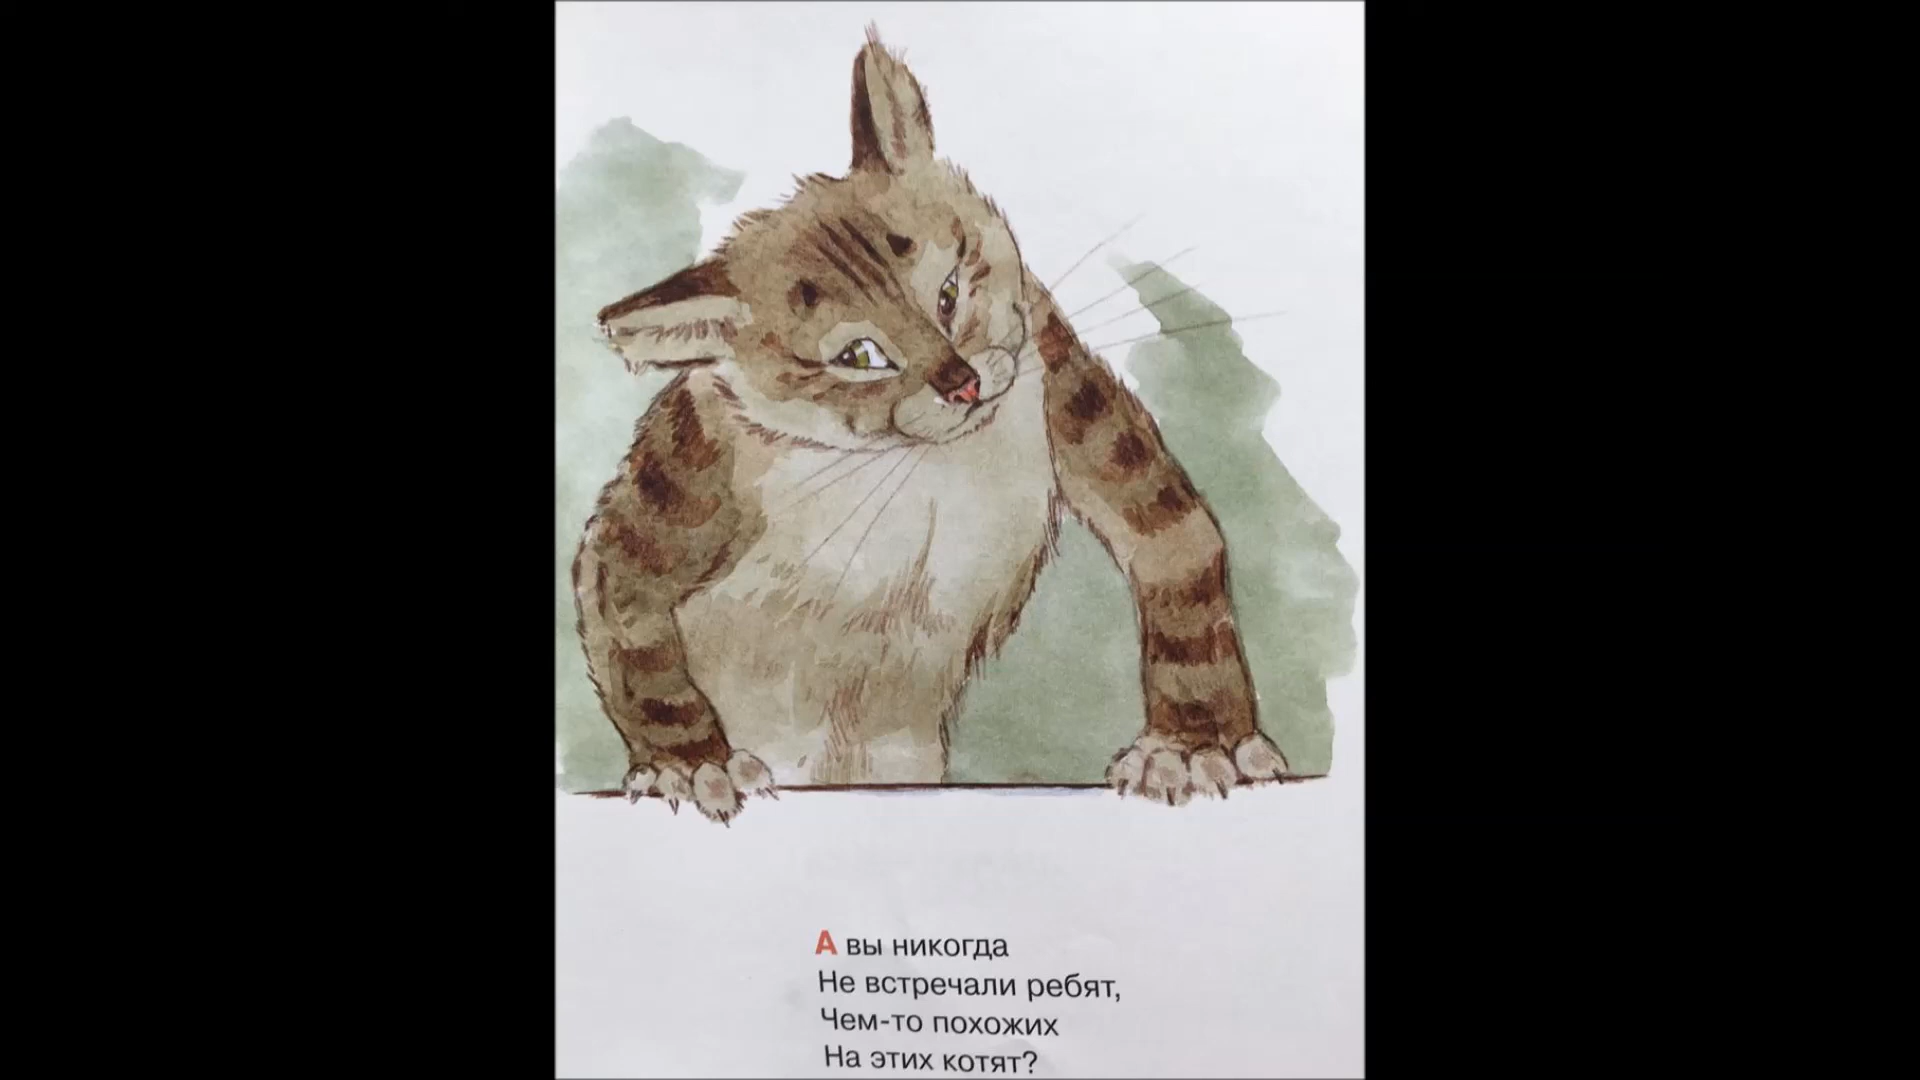 А вы никогда
Не встречали ребят,
Чем-то похожих
На этих котят?